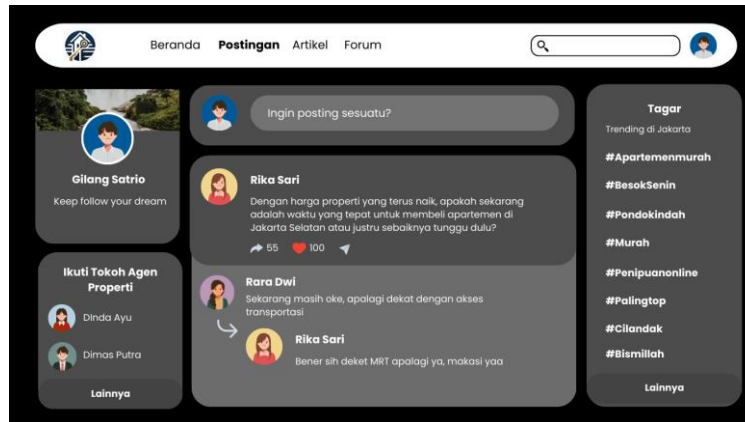 Beranda Postingan Artikel Forum
Gilang Satrio
Keep follow your dream
Ikuti Tokoh Agen
Properti
DInda Ayu
Dimas Putra
Lainnya
Ingin posting sesuatu?
Rika Sari
Dengan harga properti yang terus naik, apakah sekarang
adalah waktu yang tepat untuk membeli apartemen di
Jakarta Selatan atau justru sebaiknya tunggu dulu?
55 100
Rara Dwi
Sekarang masih oke, apalagi dekat dengan akses
transportasi
Rika Sari
Bener sih deket MRT apalagi ya, makasi yaa
Tagar
Trending di Jakarta
#Apartemenmurah
#BesokSenin
#Pondokindah
#Murah
#Penipuanonline
#Palingtop
#Cilandak
#Bismillah
Lainnya